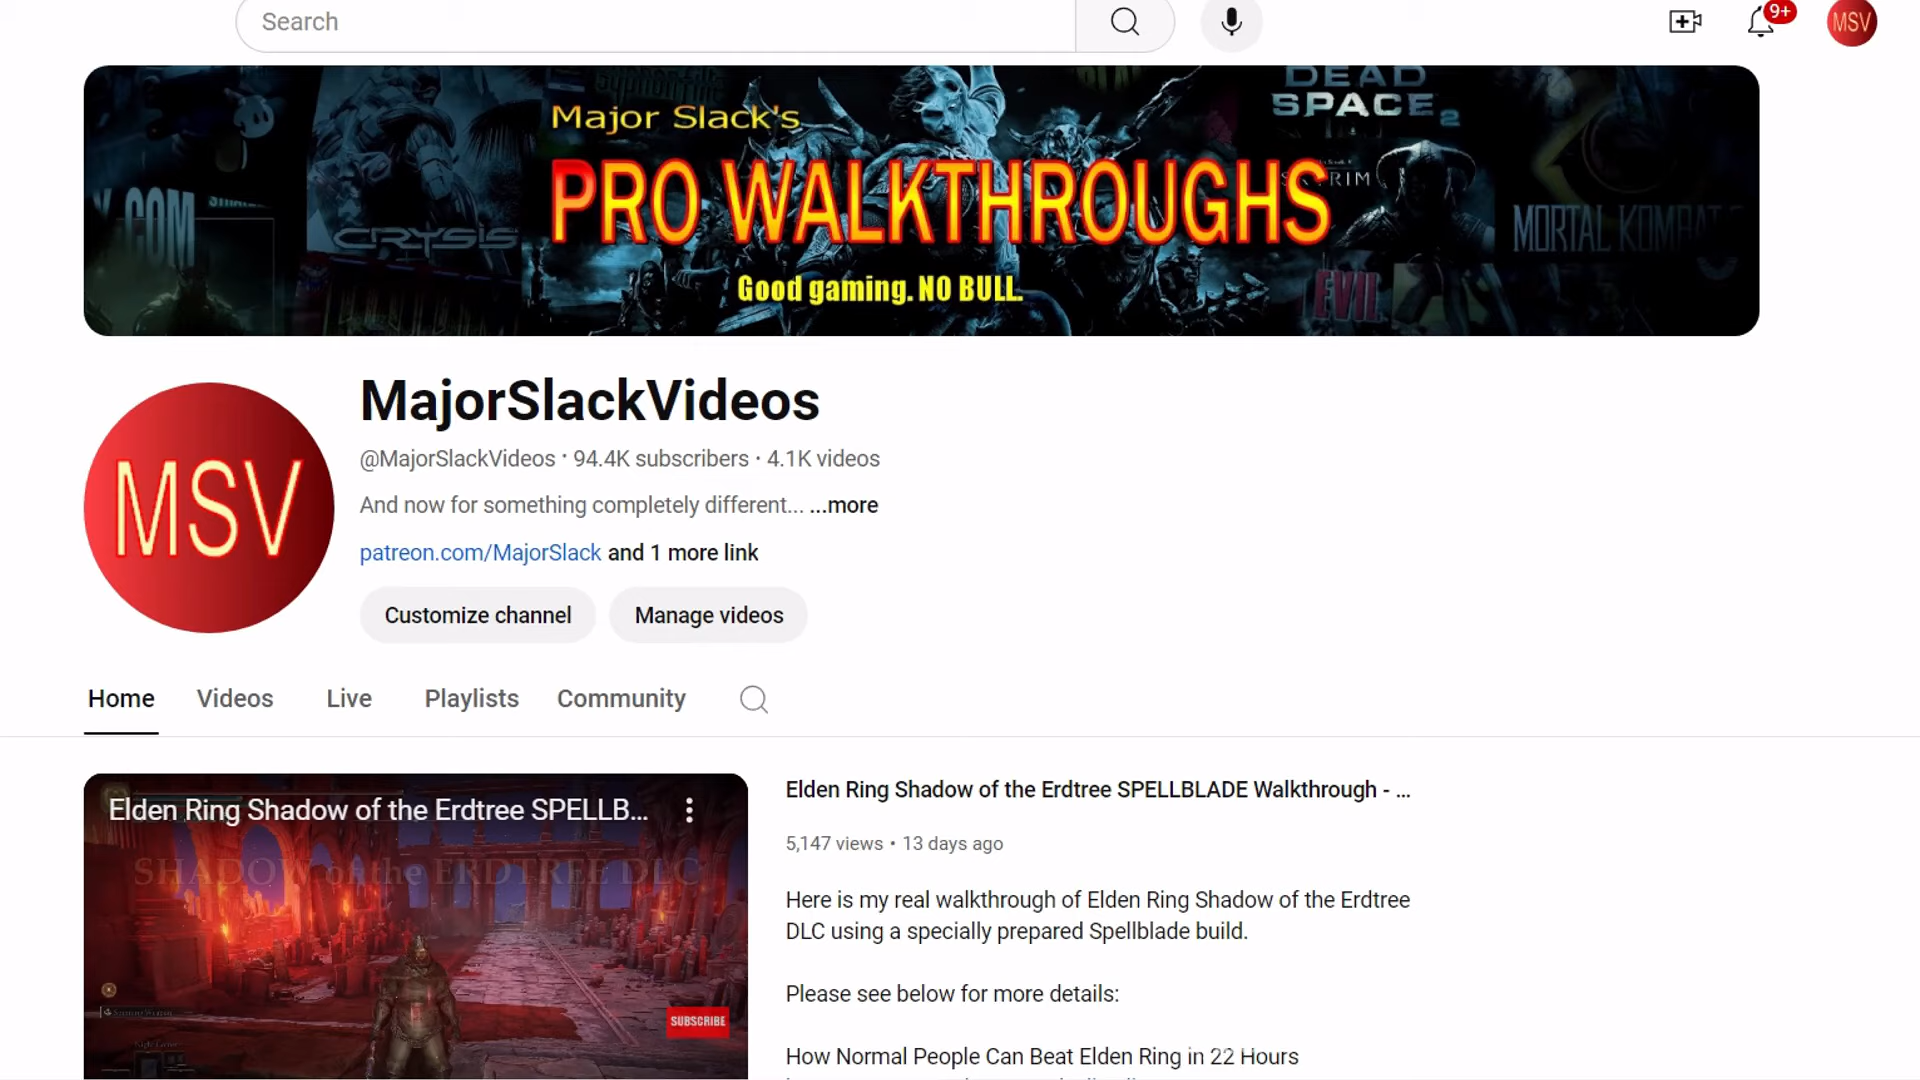 Search
9+
MSV
Major Slack's
PRO WALKTHROUGHS
Good gaming. NO BULL.
DEAD
SPACE 2
CRYSIS
MORTAL KOMBAT
EVIL
MSV
MajorSlackVideos
@MajorSlackVideos • 94.4K subscribers • 4.1K videos
And now for something completely different... ...more
patreon.com/MajorSlack and 1 more link
Customize channel
Manage videos
Home
Videos
Live
Playlists
Community
Elden Ring Shadow of the Erdtree SPELLB...
SHADOW of the ERDTREE DLC
SUBSCRIBE
Elden Ring Shadow of the Erdtree SPELLBLADE Walkthrough - ...
5,147 views • 13 days ago
Here is my real walkthrough of Elden Ring Shadow of the Erdtree
DLC using a specially prepared Spellblade build.
Please see below for more details:
How Normal People Can Beat Elden Ring in 22 Hours